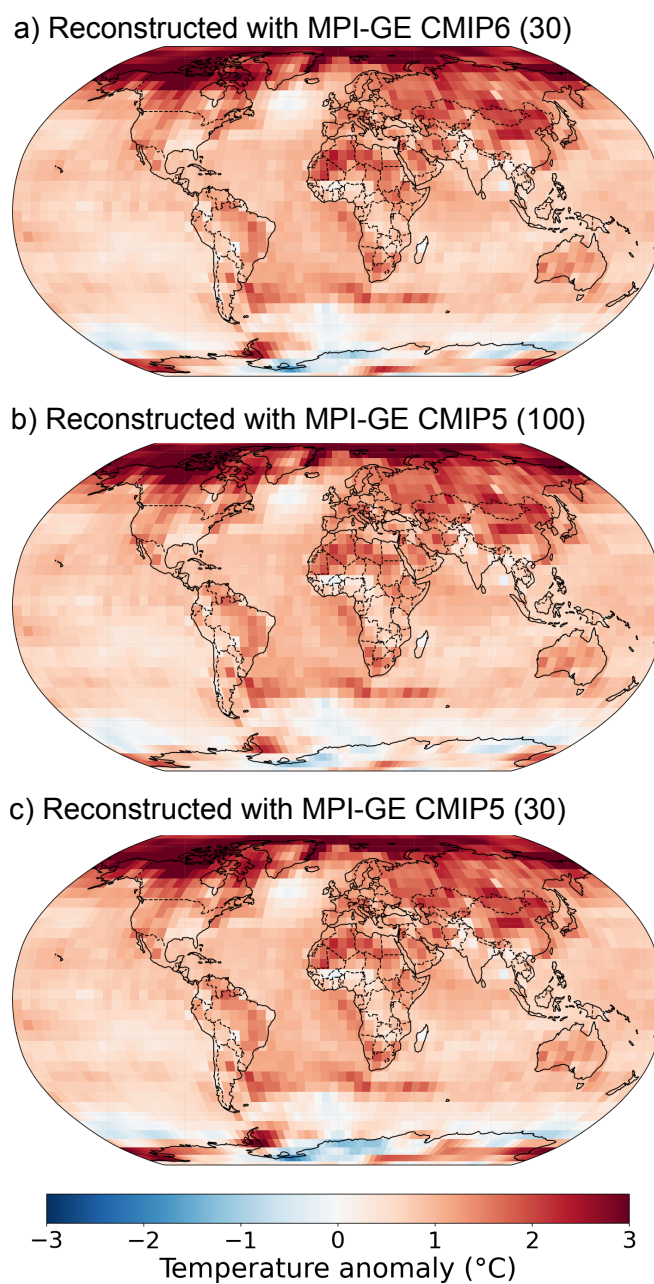 a) Reconstructed with MPI-GE CMIP6 (30)
b) Reconstructed with MPI-GE CMIP5 (100)
c) Reconstructed with MPI-GE CMIP5 (30)
−3 −2 −1 0 1 2 3
Temperature anomaly (°C)